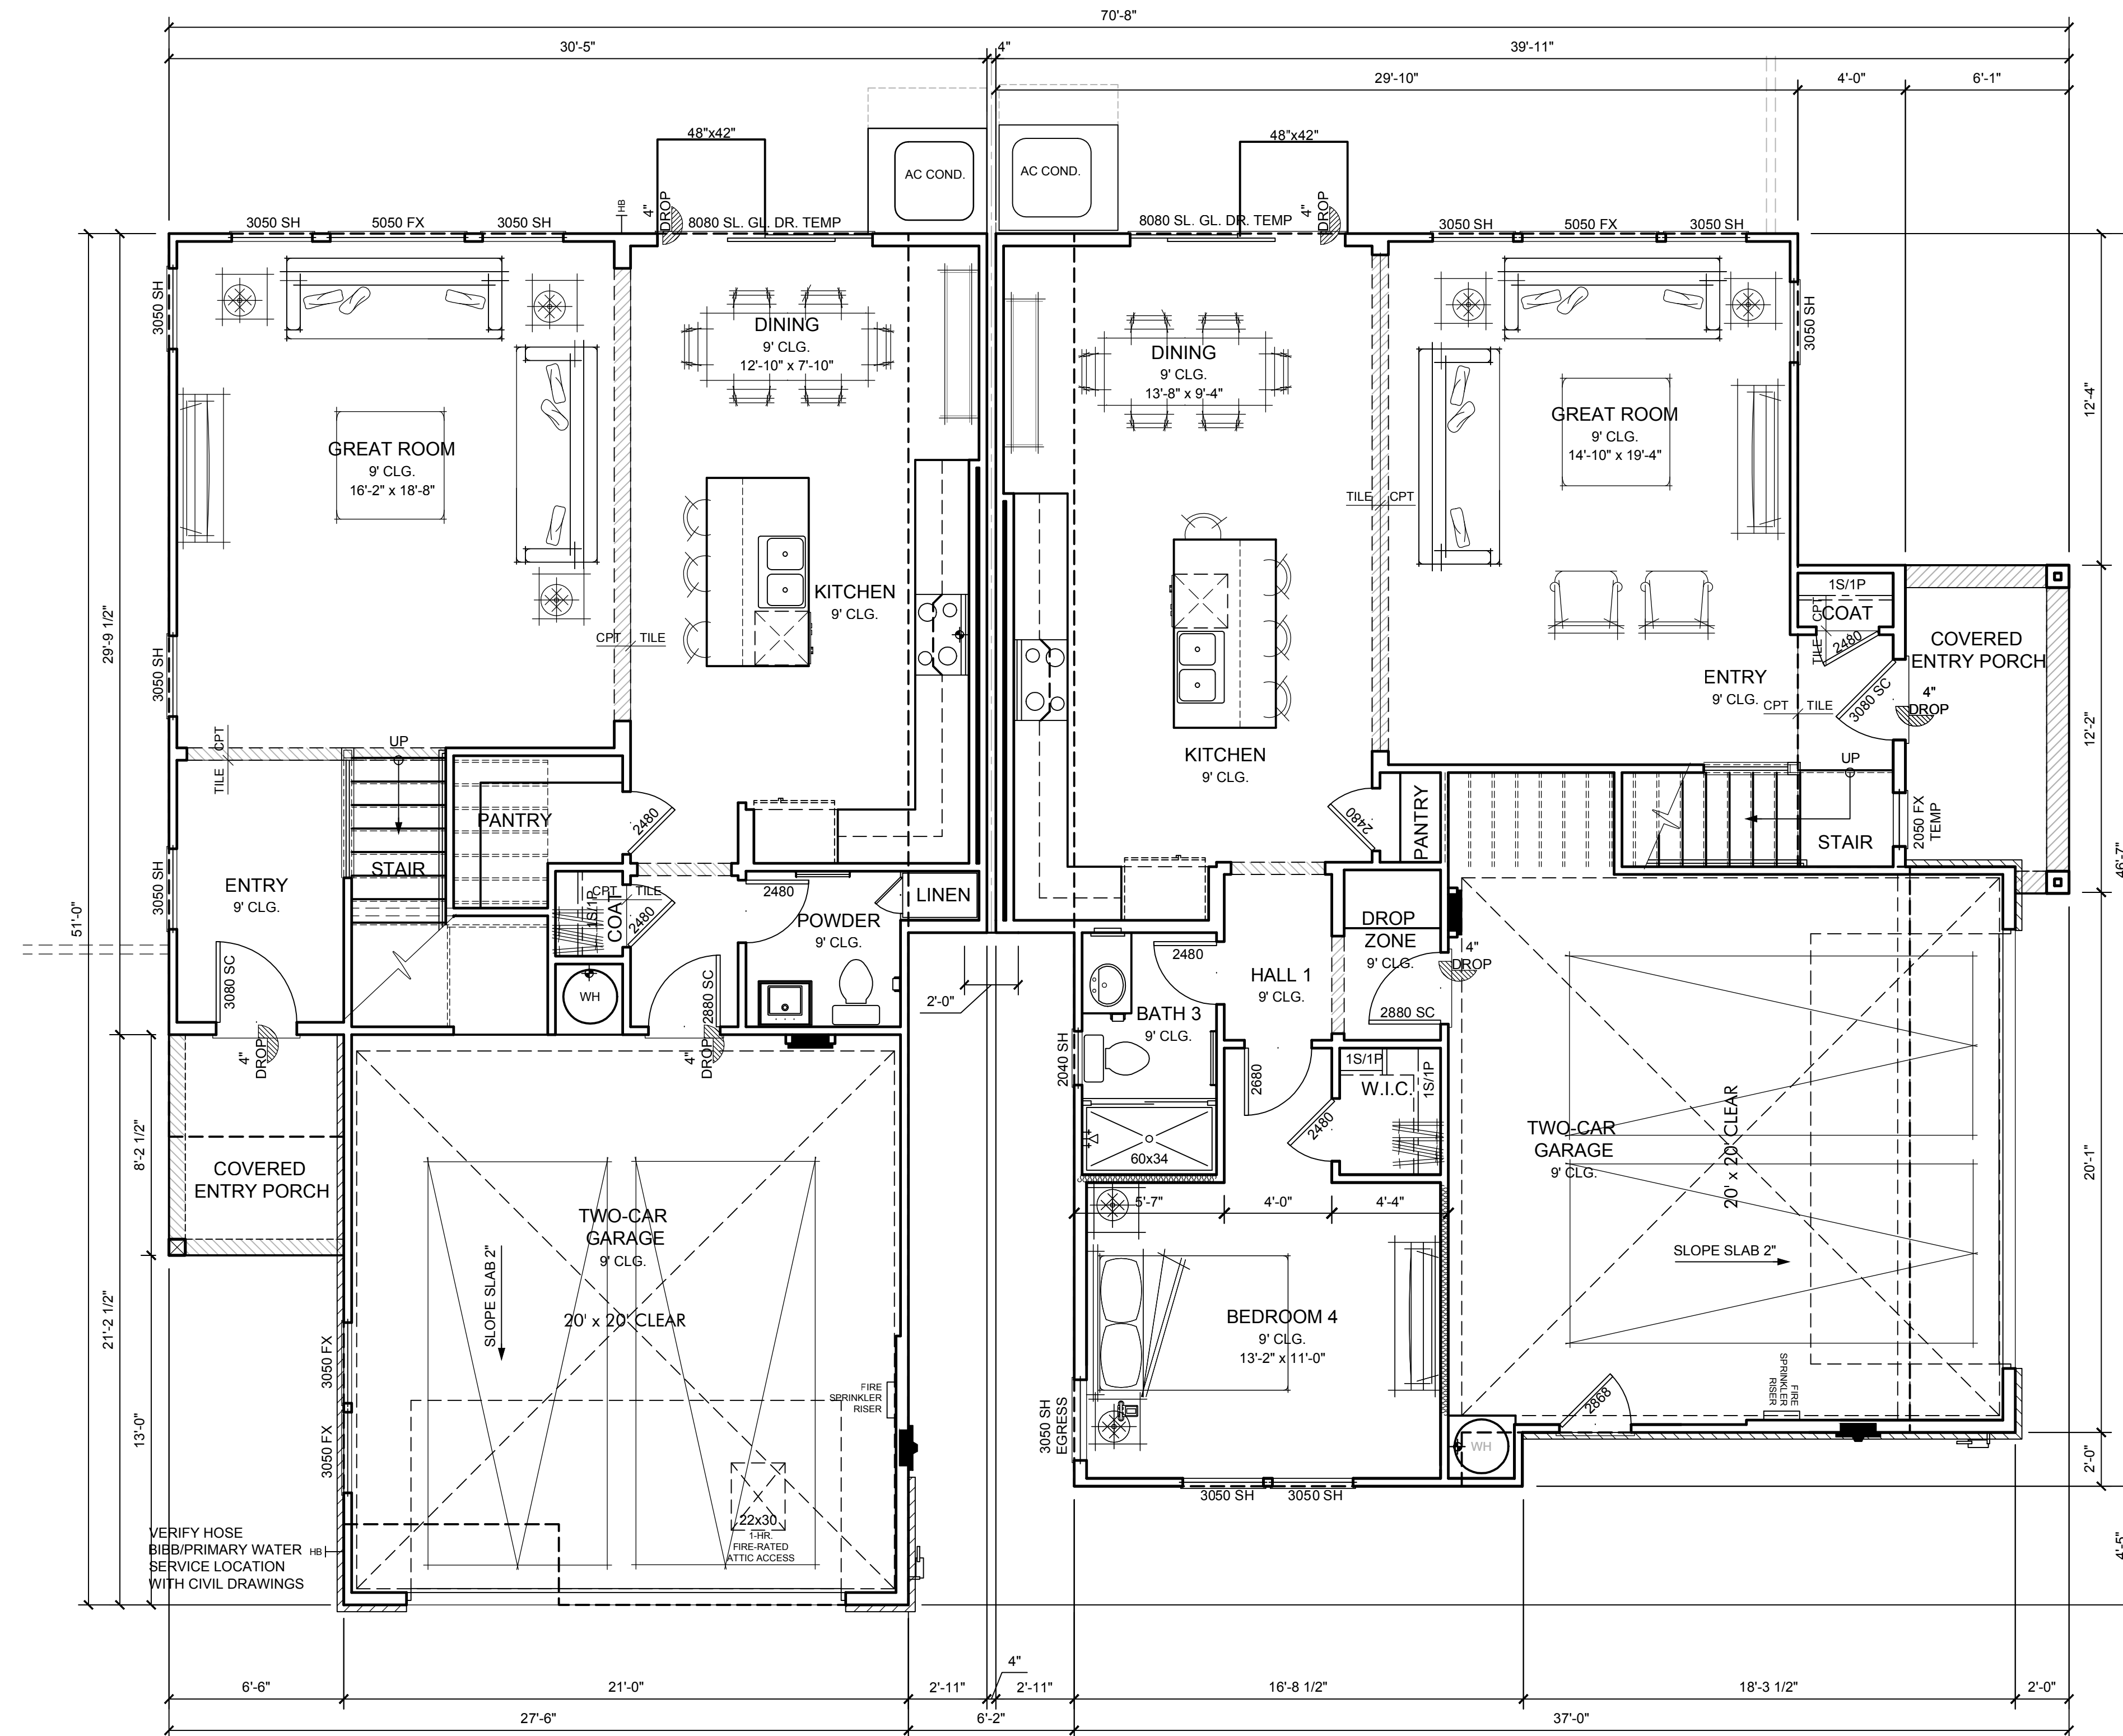 70'-8"
30'-5"
4"
39'-11"
29'-10"
4'-0"
6'-1"
48"x42"
AC COND.
AC COND.
48"x42"
3050 SH
5050 FX
3050 SH
HB
4"
DROP
8080 SL. GL. DR. TEMP
8080 SL. GL. DR. TEMP
4"
DROP
3050 SH
5050 FX
3050 SH
3050 SH
GREAT ROOM
9' CLG.
16'-2" x 18'-8"
DINING
9' CLG.
12'-10" x 7'-10"
KITCHEN
9' CLG.
CPT
TILE
3050 SH
TILE
CPT
UP
PANTRY
2480
STAIR
3050 SH
ENTRY
9' CLG.
CPT
TILE
1S/1P
COAT
2480
2480
POWDER
9' CLG.
LINEN
WH
3080 SC
2880 SC
4"
DROP
4"
DROP
COVERED
ENTRY PORCH
TWO-CAR
GARAGE
9' CLG.
SLOPE SLAB 2"
20' x 20' CLEAR
3050 FX
3050 FX
FIRE
SPRINKLER
RISER
22x30
1-HR.
FIRE-RATED
ATTIC ACCESS
VERIFY HOSE
BIBB/PRIMARY WATER
SERVICE LOCATION
WITH CIVIL DRAWINGS
HB
29'-9 1/2"
51'-0"
8'-2 1/2"
21'-2 1/2"
13'-0"
DINING
9' CLG.
13'-8" x 9'-4"
GREAT ROOM
9' CLG.
14'-10" x 19'-4"
3050 SH
TILE
CPT
KITCHEN
9' CLG.
1S/1P
COAT
TILE
CPT
2480
COVERED
ENTRY PORCH
ENTRY
9' CLG.
CPT
TILE
3080 SC
4"
DROP
UP
STAIR
2050 FX
TEMP
2480
PANTRY
DROP
ZONE
9' CLG.
4"
DROP
2880 SC
2480
HALL 1
9' CLG.
BATH 3
9' CLG.
2040 SH
2'-0"
60x34
2680
1S/1P
W.I.C.
1S/1P
2480
5'-7"
4'-0"
4'-4"
BEDROOM 4
9' CLG.
13'-2" x 11'-0"
3050 SH
EGRESS
3050 SH
3050 SH
TWO-CAR
GARAGE
9' CLG.
20' x 20' CLEAR
SLOPE SLAB 2"
FIRE
SPRINKLER
RISER
2868
WH
12'-4"
12'-2"
46'-7"
20'-1"
2'-0"
4'-5"
4"
6'-6"
21'-0"
2'-11"
2'-11"
16'-8 1/2"
18'-3 1/2"
2'-0"
27'-6"
6'-2"
37'-0"